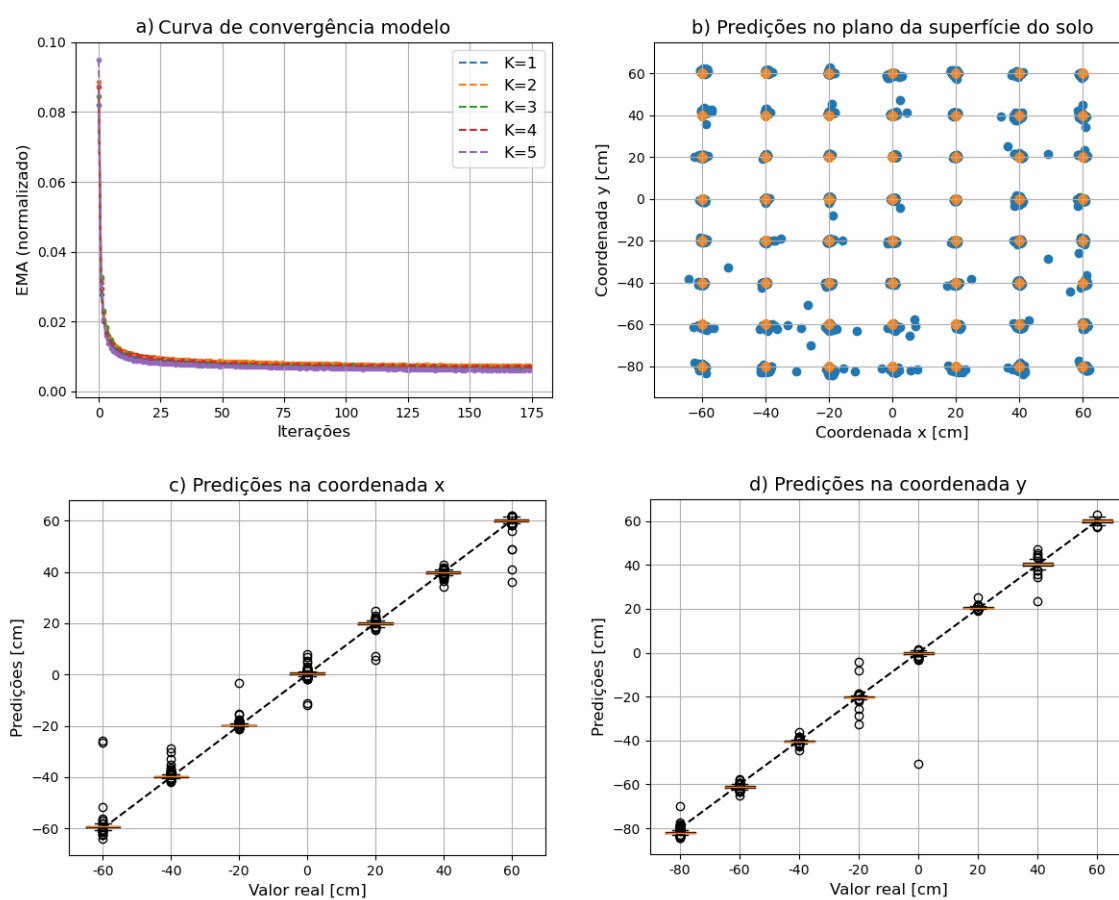 a) Curva de convergência modelo
0.10
0.08
0.06
0.04
0.02
0.00
EMA (normalizado)
K=1
K=2
K=3
K=4
K=5
0 25 50 75 100 125 150 175
Iterações
b) Predições no plano da superfície do solo
60
40
20
0
−20
−40
−60
−80
Coordenada y [cm]
−60 −40 −20 0 20 40 60
Coordenada x [cm]
c) Predições na coordenada x
60
40
20
0
−20
−40
−60
Predições [cm]
-60 -40 -20 0 20 40 60
Valor real [cm]
d) Predições na coordenada y
60
40
20
0
−20
−40
−60
−80
Predições [cm]
-80 -60 -40 -20 0 20 40 60
Valor real [cm]